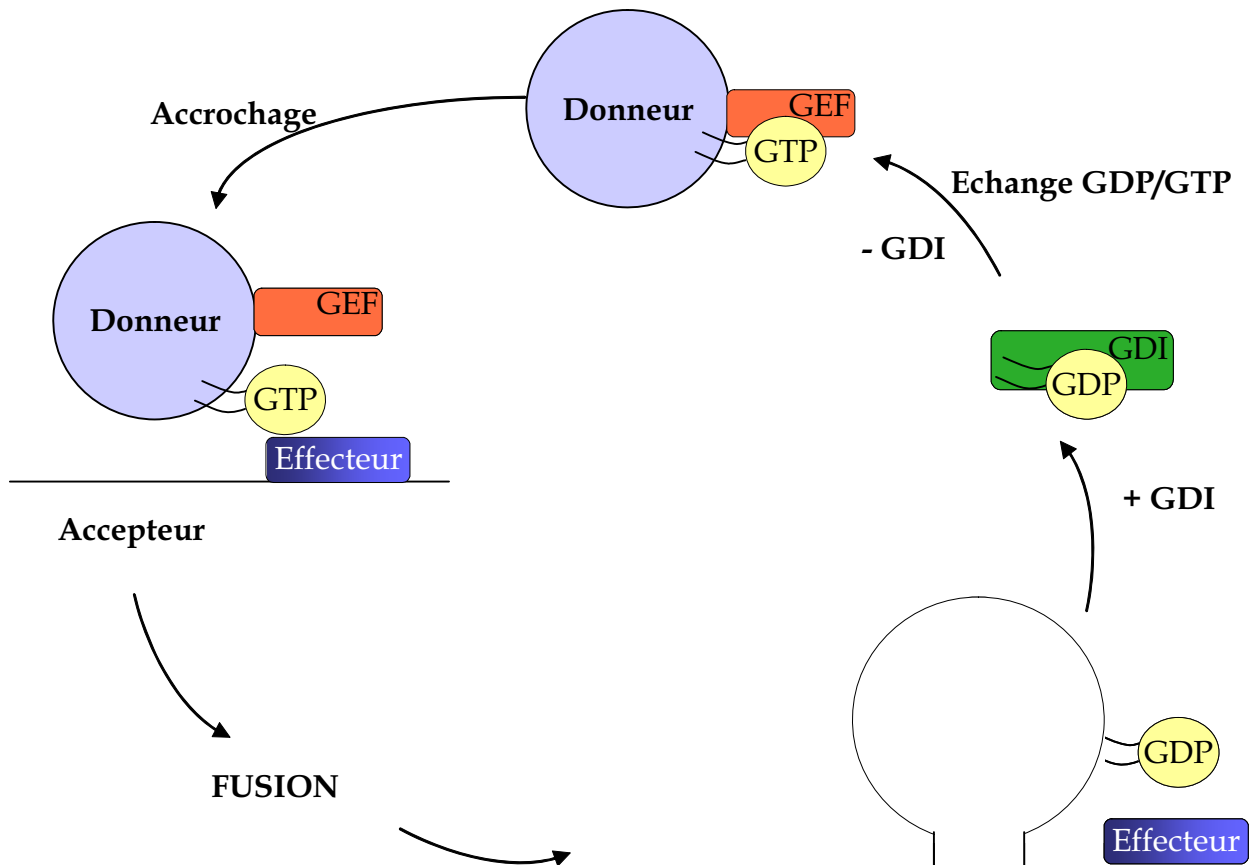 Donneur
GEF
GTP
Accrochage
Echange GDP/GTP
- GDI
Donneur
GEF
GTP
Effecteur
Accepteur
GDI
GDP
+ GDI
FUSION
GDP
Effecteur